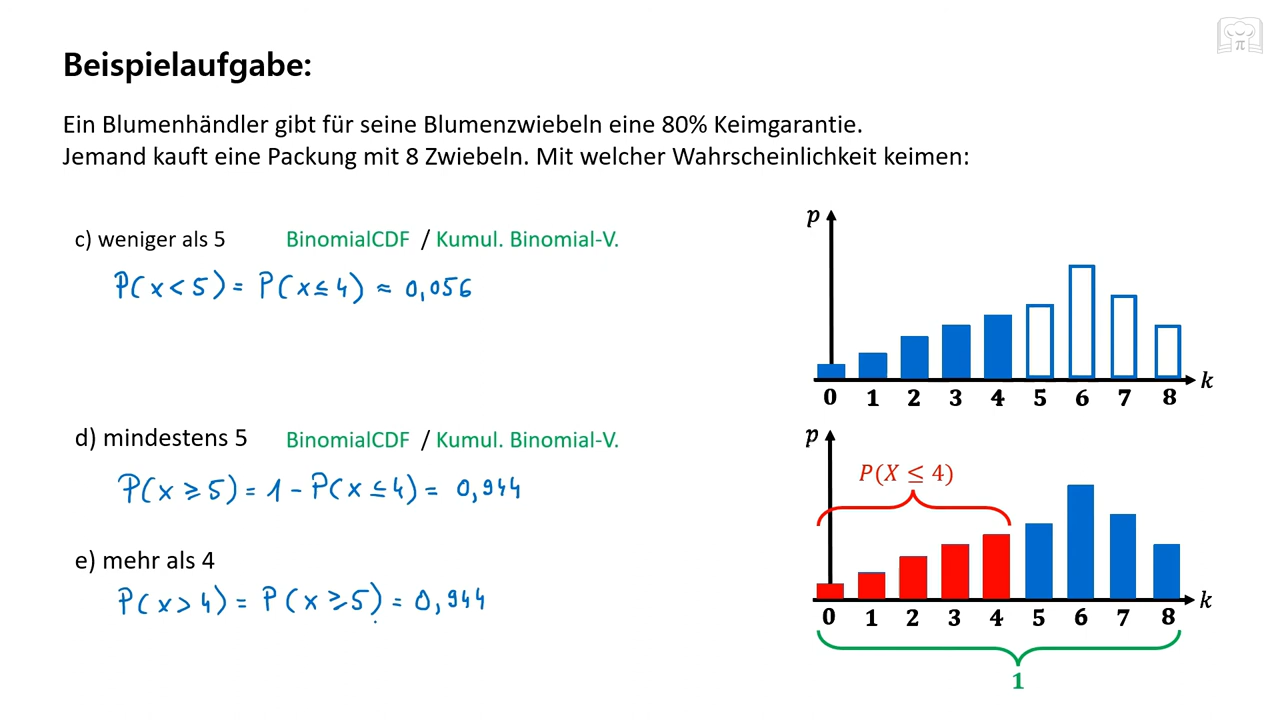 Beispielaufgabe:
Ein Blumenhändler gibt für seine Blumenzwiebeln eine 80% Keimgarantie.
Jemand kauft eine Packung mit 8 Zwiebeln. Mit welcher Wahrscheinlichkeit keimen:
c) weniger als 5 BinomialCDF / Kumul. Binomial-V.
P(x < 5) = P(x ≤ 4) ≈ 0,056
p
k
0 1 2 3 4 5 6 7 8
d) mindestens 5 BinomialCDF / Kumul. Binomial-V.
P(x ≥ 5) = 1 - P(x ≤ 4) = 0,944
e) mehr als 4
P(x > 4) = P(x ≥ 5) = 0,944
p
P(X ≤ 4)
k
0 1 2 3 4 5 6 7 8
1
π